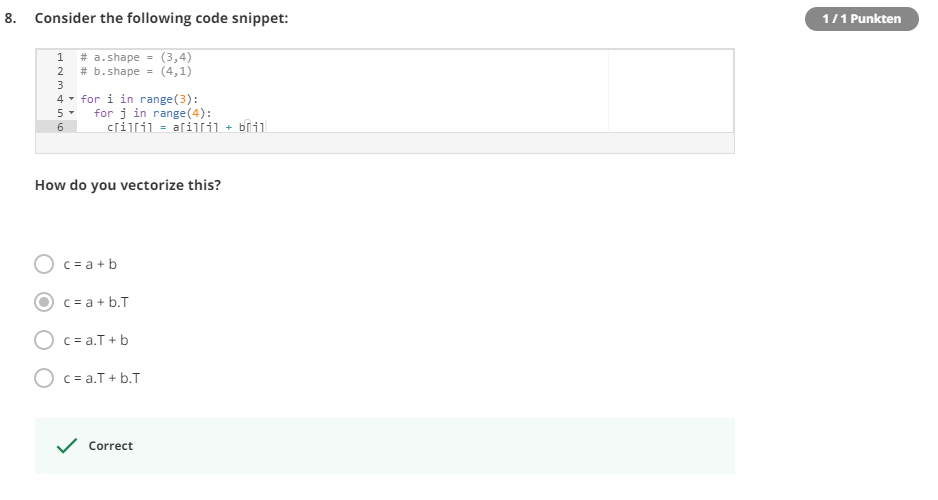 8. Consider the following code snippet:
1 / 1 Punkten
1 # a.shape = (3,4)
2 # b.shape = (4,1)
3
4 for i in range(3):
5 for j in range(4):
6 c[i][j] = a[i][j] + b[j]
How do you vectorize this?
c = a + b
c = a + b.T
c = a.T + b
c = a.T + b.T
Correct